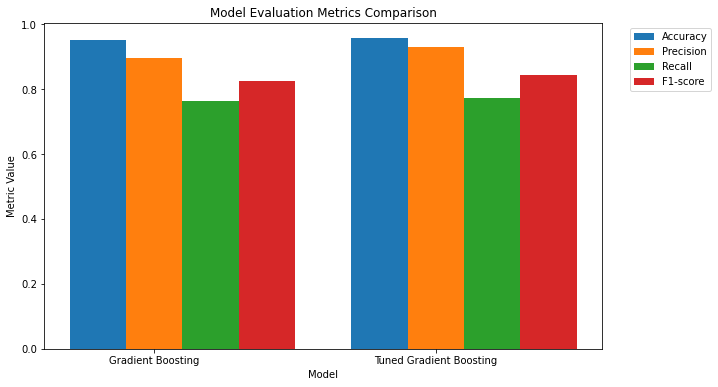 Model Evaluation Metrics Comparison
Accuracy
Precision
Recall
F1-score
Metric Value
1.0
0.8
0.6
0.4
0.2
0.0
Gradient Boosting
Tuned Gradient Boosting
Model